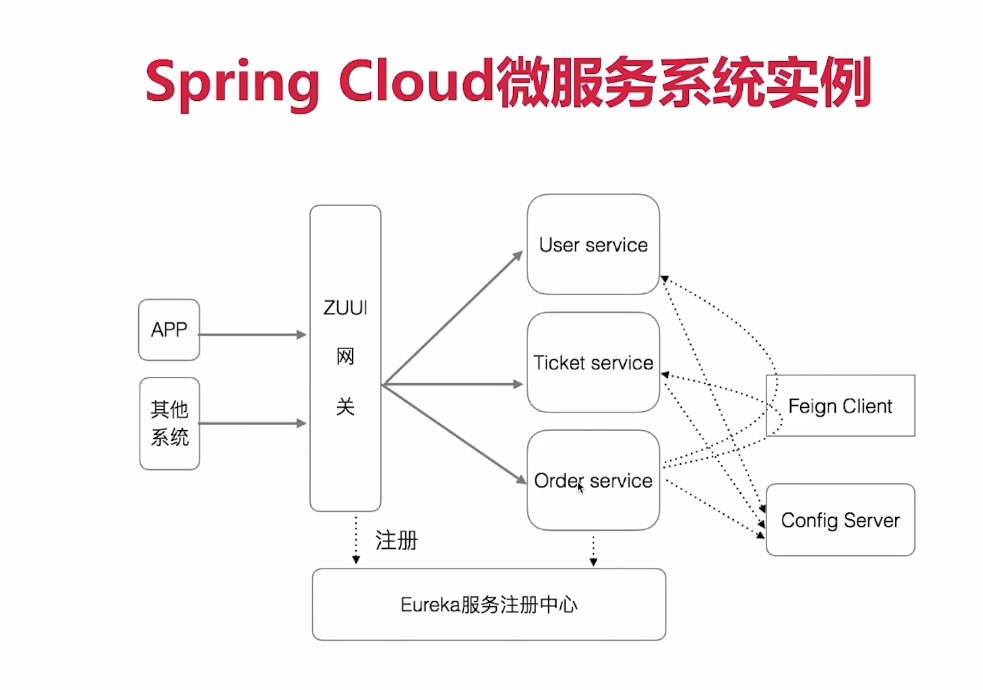 Spring Cloud微服务系统实例
APP
其他
系统
ZUUl
网
关
User service
Ticket service
Order service
Feign Client
Config Server
注册
Eureka服务注册中心